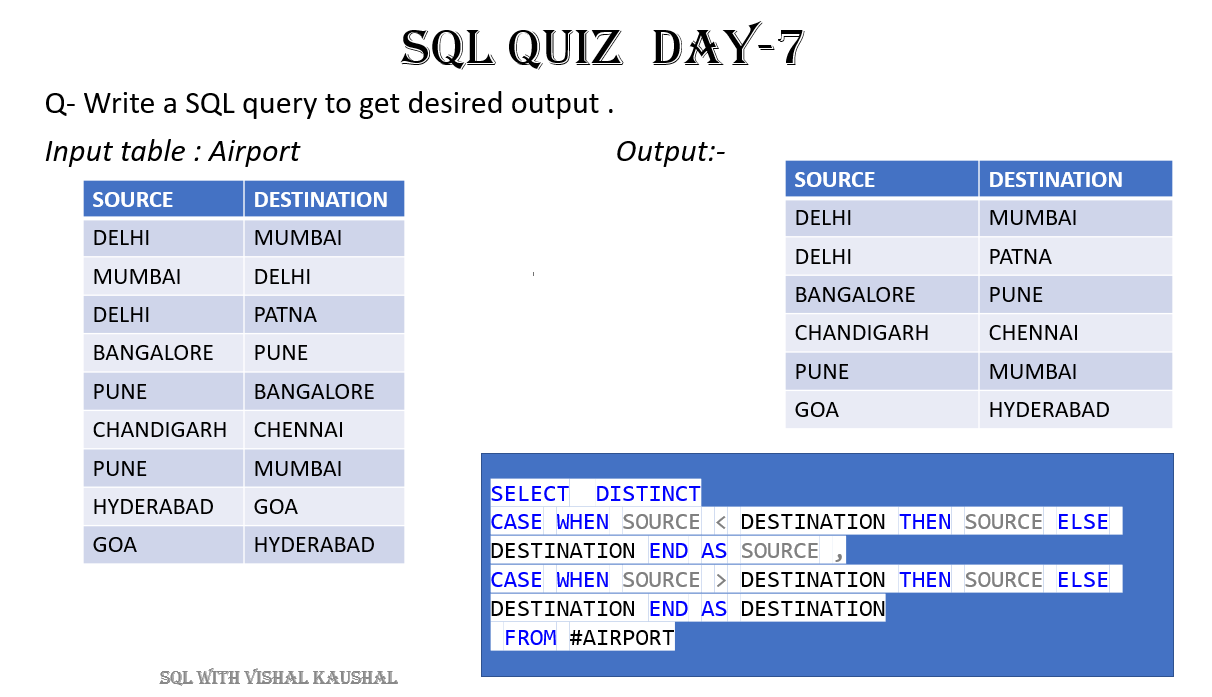 SQL QUIZ DAY-7
Q- Write a SQL query to get desired output .
Input table : Airport
SOURCE DESTINATION
DELHI MUMBAI
MUMBAI DELHI
DELHI PATNA
BANGALORE PUNE
PUNE BANGALORE
CHANDIGARH CHENNAI
PUNE MUMBAI
HYDERABAD GOA
GOA HYDERABAD
Output:-
SOURCE DESTINATION
DELHI MUMBAI
DELHI PATNA
BANGALORE PUNE
CHANDIGARH CHENNAI
PUNE MUMBAI
GOA HYDERABAD
SELECT DISTINCT
CASE WHEN SOURCE < DESTINATION THEN SOURCE ELSE
DESTINATION END AS SOURCE ,
CASE WHEN SOURCE > DESTINATION THEN SOURCE ELSE
DESTINATION END AS DESTINATION
FROM #AIRPORT
SQL WITH VISHAL KAUSHAL